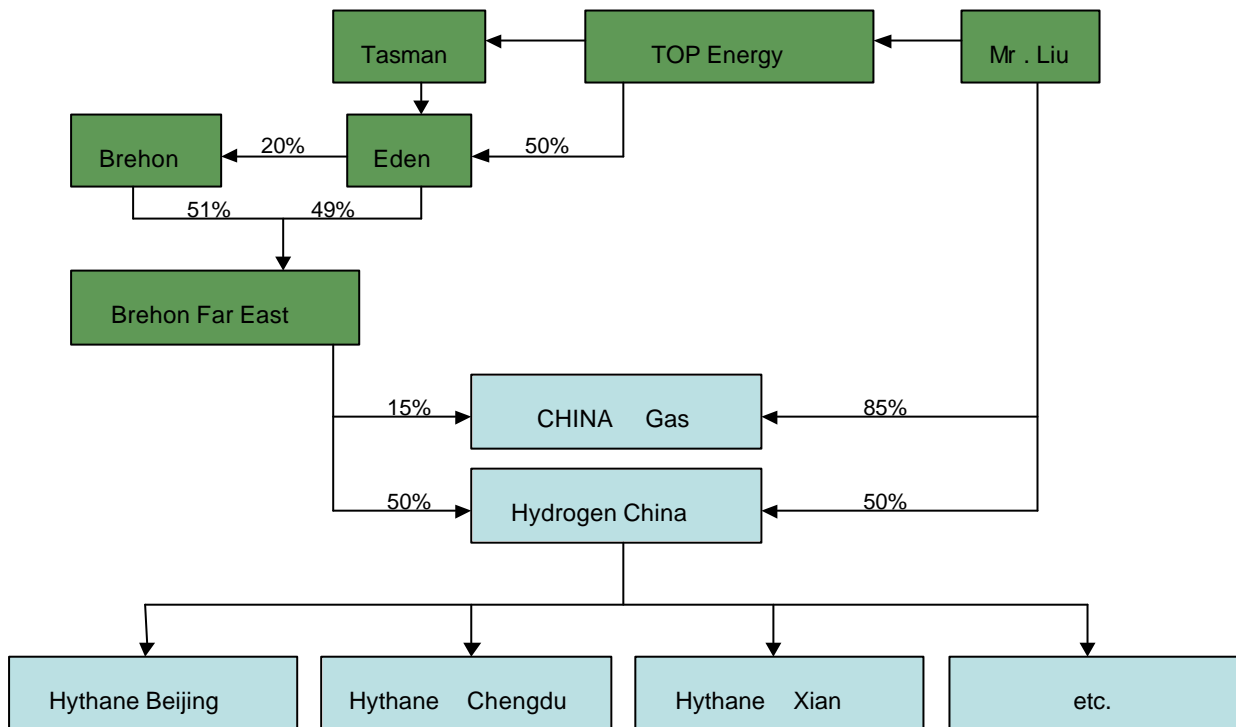 Tasman
TOP Energy
Mr . Liu
Brehon
20%
Eden
50%
51%
49%
Brehon Far East
15%
CHINA Gas
85%
50%
Hydrogen China
50%
Hythane Beijing
Hythane Chengdu
Hythane Xian
etc.